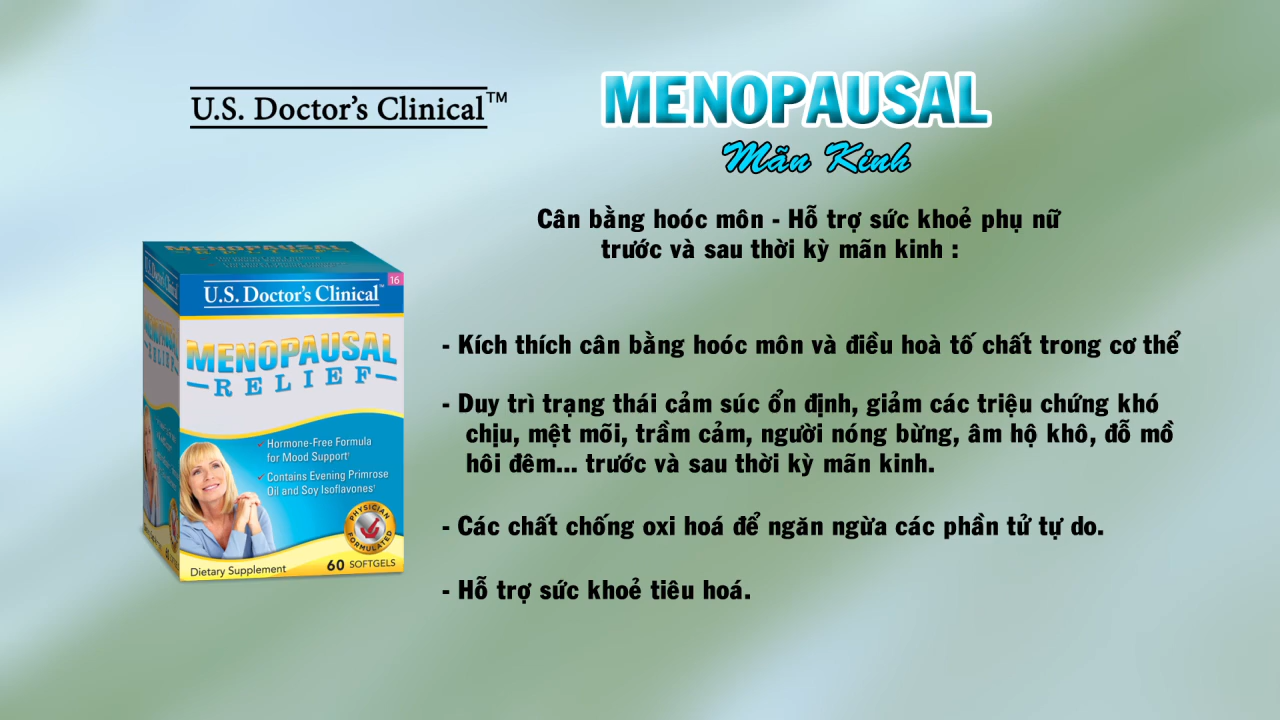 U.S. Doctor's Clinical™
MENOPAUSAL
Mãn Kinh
Cân bằng hoóc môn - Hỗ trợ sức khoẻ phụ nữ
trước và sau thời kỳ mãn kinh :
- Kích thích cân bằng hoóc môn và điều hoà tố chất trong cơ thể
- Duy trì trạng thái cảm súc ổn định, giảm các triệu chứng khó
chịu, mệt mõi, trầm cảm, người nóng bừng, âm hộ khô, đỗ mồ
hôi đêm... trước và sau thời kỳ mãn kinh.
- Các chất chống oxi hoá để ngăn ngừa các phần tử tự do.
- Hỗ trợ sức khoẻ tiêu hoá.
MENOPAUSAL
U.S. Doctor's Clinical
16
U.S. Doctor's Clinical™
MENOPAUSAL
RELIEF
✓ Hormone-Free Formula
for Mood Support†
✓ Contains Evening Primrose
Oil and Soy Isoflavones†
PHYSICIAN
FORMULATED
Dietary Supplement
60 SOFTGELS